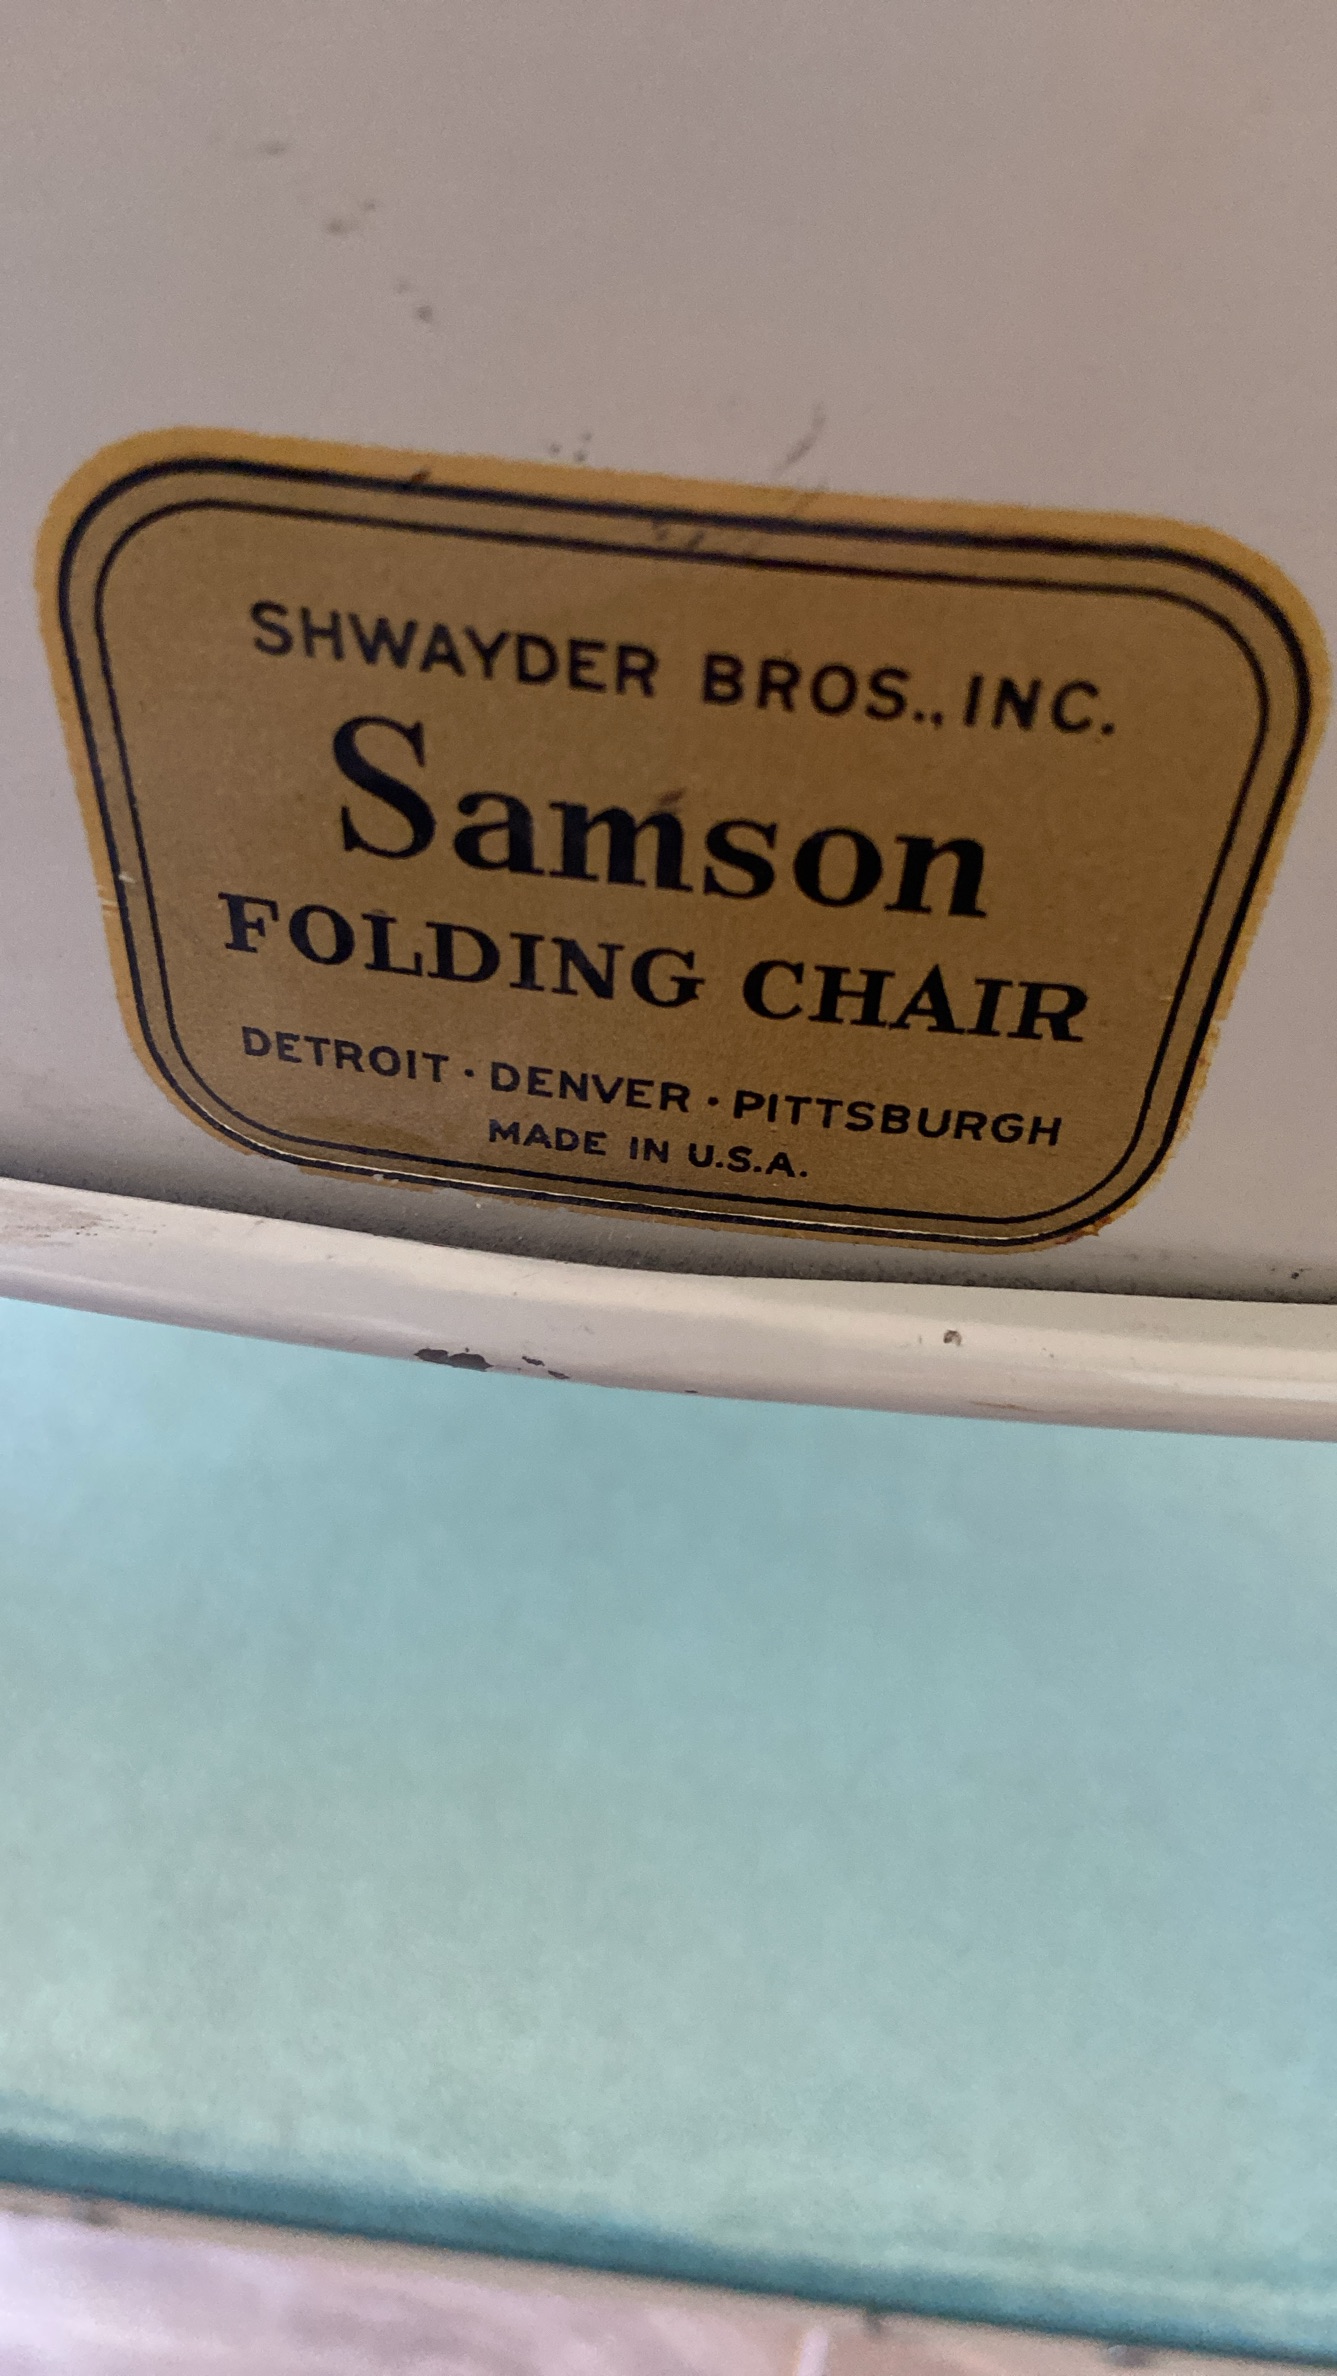 SHWAYDER BROS., INC.
Samson
FOLDING CHAIR
DETROIT · DENVER · PITTSBURGH
MADE IN U.S.A.